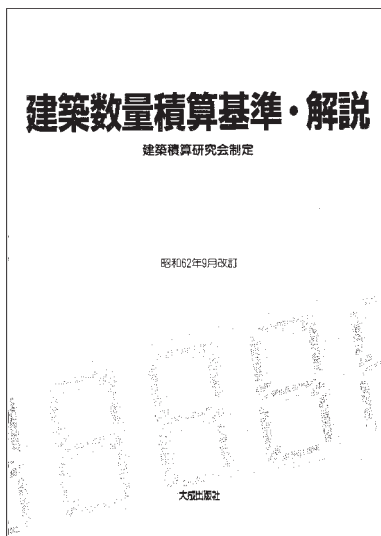 建築数量積算基準・解説
建築積算研究会制定
昭和62年9月改訂
大成出版社